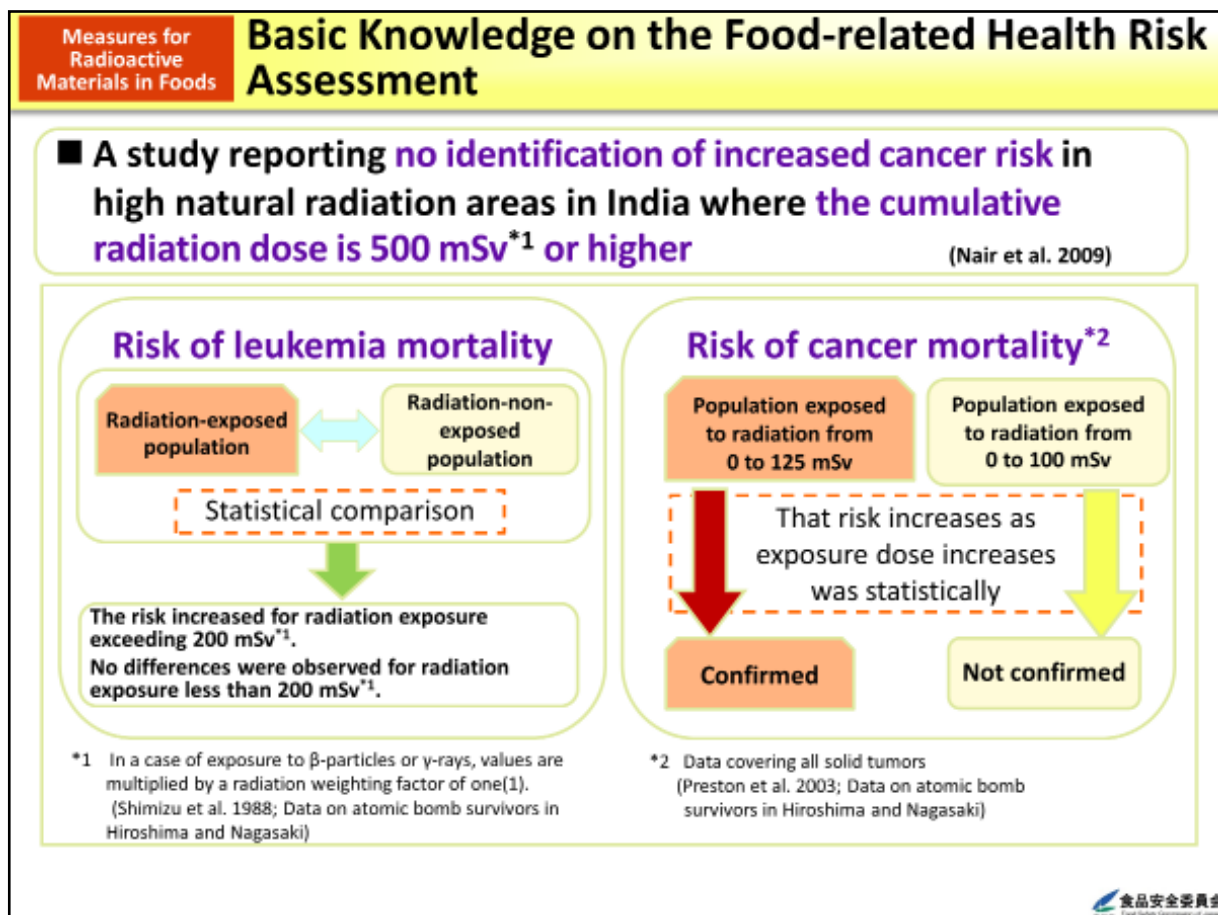 Measures for
Radioactive
Materials in Foods
Basic Knowledge on the Food-related Health Risk
Assessment
■ A study reporting no identification of increased cancer risk in
high natural radiation areas in India where the cumulative
radiation dose is 500 mSv*1 or higher
(Nair et al. 2009)
Risk of leukemia mortality
Radiation-exposed
population
Radiation-non-
exposed
population
Statistical comparison
The risk increased for radiation exposure
exceeding 200 mSv*1.
No differences were observed for radiation
exposure less than 200 mSv*1.
*1 In a case of exposure to β-particles or γ-rays, values are
multiplied by a radiation weighting factor of one(1).
(Shimizu et al. 1988; Data on atomic bomb survivors in
Hiroshima and Nagasaki)
Risk of cancer mortality*2
Population exposed
to radiation from
0 to 125 mSv
Population exposed
to radiation from
0 to 100 mSv
That risk increases as
exposure dose increases
was statistically
Confirmed
Not confirmed
*2 Data covering all solid tumors
(Preston et al. 2003; Data on atomic bomb
survivors in Hiroshima and Nagasaki)
食品安全委員会